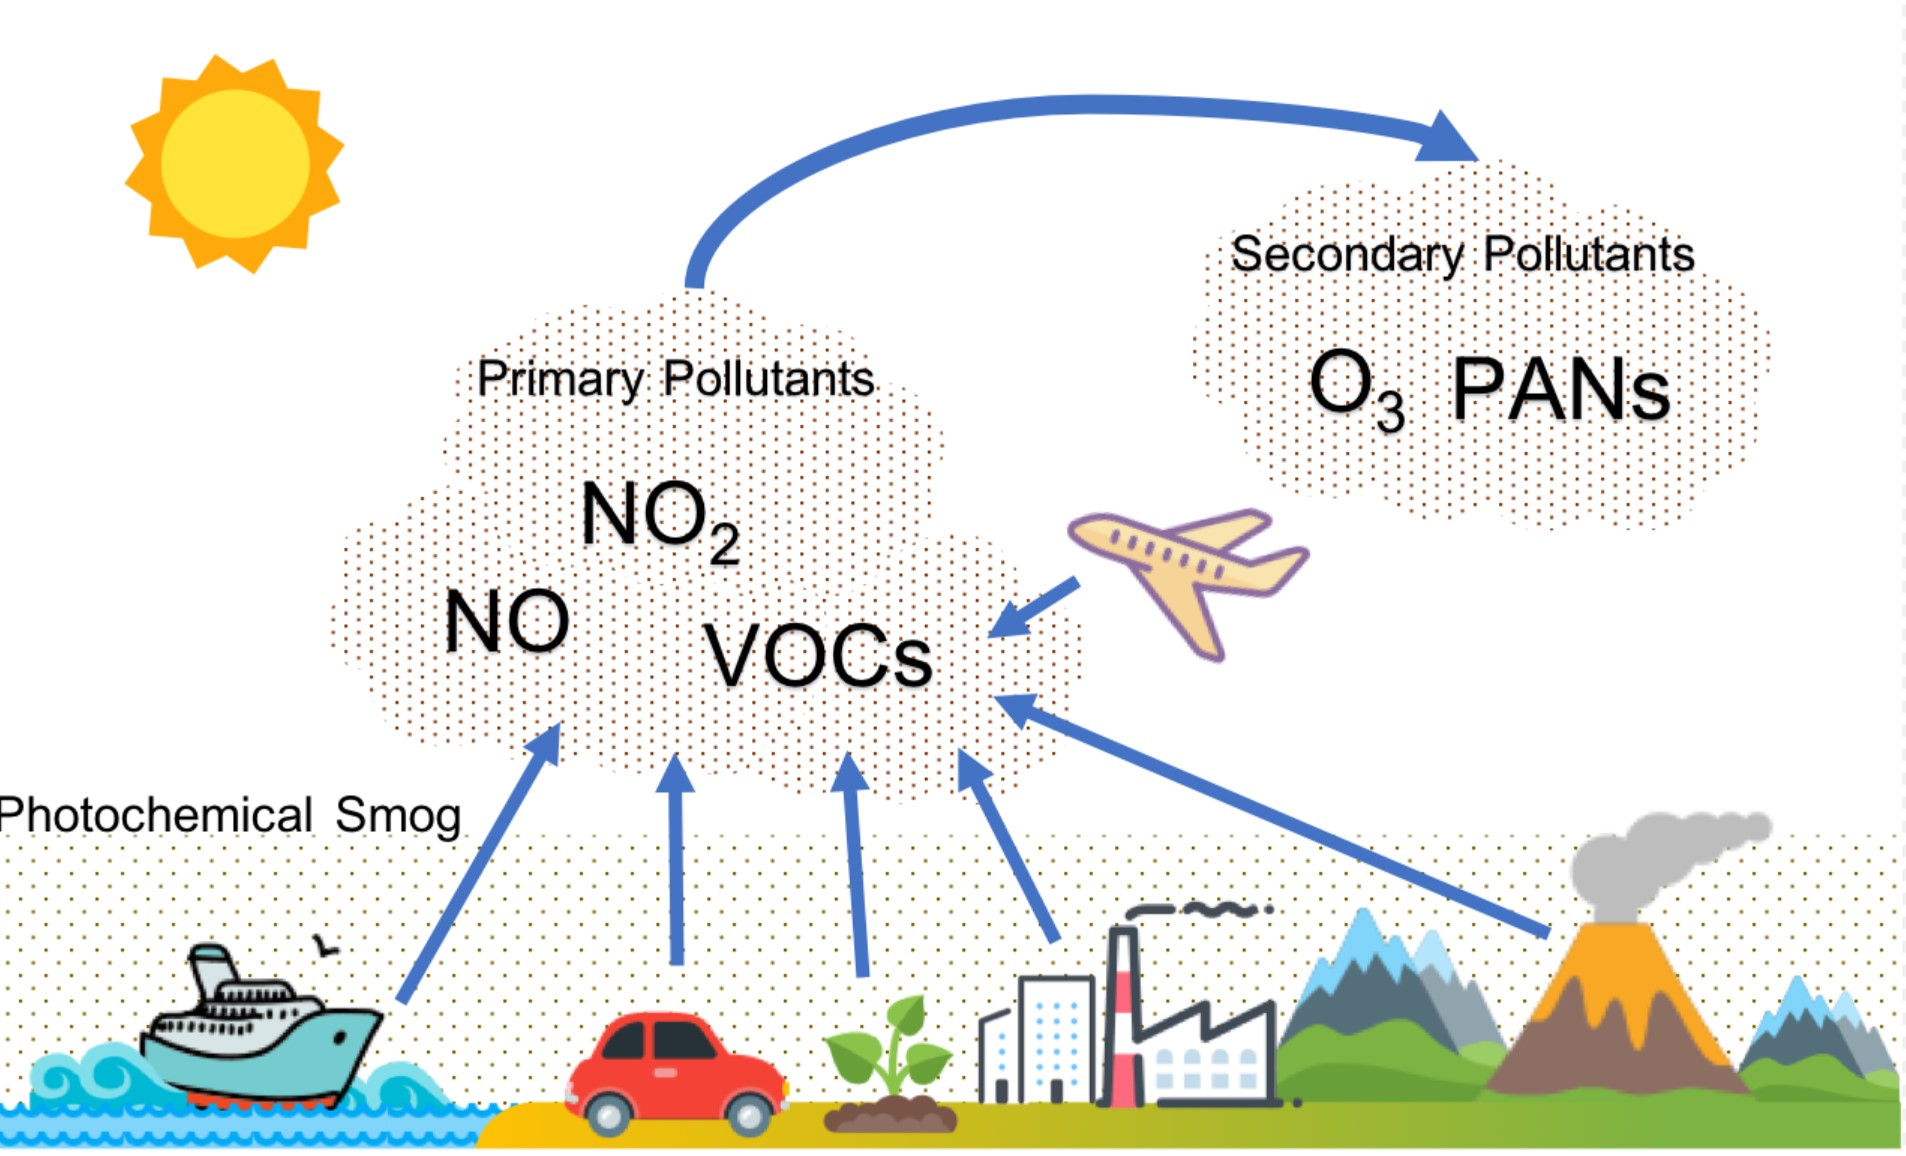 Secondary Pollutants
O₃ PANs
Primary Pollutants
NO₂
NO
VOCs
Photochemical Smog